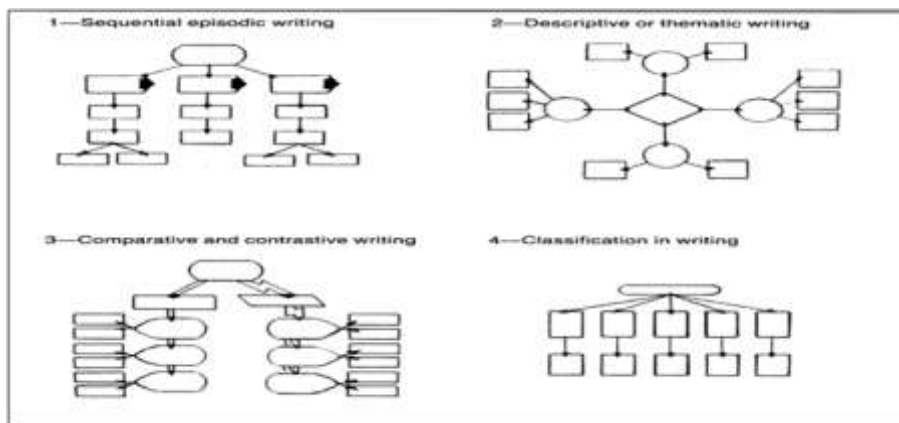 1—Sequential episodic writing
2—Descriptive or thematic writing
3—Comparative and contrastive writing
4—Classification in writing